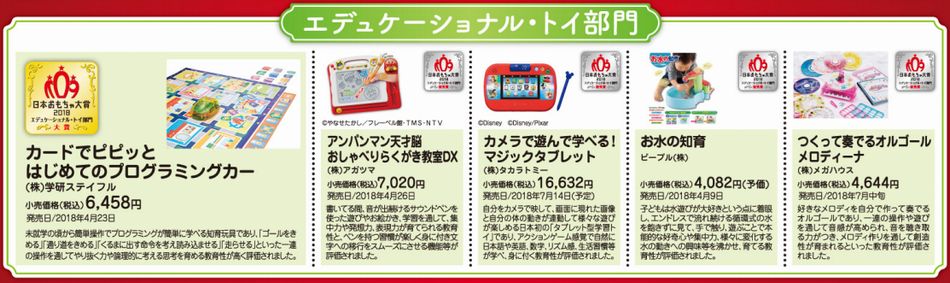 エデュケーショナル・トイ部門
日本おもちゃ大賞
2018
エデュケーショナル・トイ部門
大賞
カードでピピッと
はじめてのプログラミングカー
(株)学研ステイフル
小売価格(税込)6,458円
発売日/2018年4月23日
未就学の頃から簡単操作でプログラミングが簡単に学べる知育玩具であり、「ゴールをき
める」「通り道をきめる」「くるまに出す命令を考え読み込ませる」「走らせる」といった一連
の操作を通してやり抜く力や論理的に考える思考を育める教育性が高く評価されました。
©やなせたかし/フレーベル館・TMS・NTV
アンパンマン天才脳
おしゃべりらくがき教室DX
(株)アガツマ
小売価格(税込)7,020円
発売日/2018年4月26日
書いてる間、音が出続けるサウンドペンを
使った遊びやお絵かき、学習を通して、集
中力や発想力、表現力が育てられる教育
性と、ペンを持つ習慣が楽しく身に付き文
字への移行をスムーズにさせる機能等が
評価されました。
©Disney ©Disney/Pixar
カメラで遊んで学べる!
マジックタブレット
(株)タカラトミー
小売価格(税込)16,632円
発売日/2018年7月14日(予定)
自分をカメラで映して、画面に現れた画像
と自分の体の動きが連動して様々な遊び
が楽しめる日本初の「タブレット型学習ト
イ」であり、アクションゲーム感覚で自然に
日本語や英語、数字、リズム感、生活習慣等
が学べ、身に付く教育性が評価されました。
お水の知育
ピープル(株)
小売価格(税込)4,082円(予価)
発売日/2018年4月9日
子どもは水遊びが大好きという点に着眼
し、エンドレスで流れ続ける循環式の水
を飽きずに見て、手で触り、遊ぶことで本
能的な好奇心や集中力、様変に変化する
水の動きへの興味等を沸かせ、育てる教
育性が評価されました。
つくって奏でるオルゴール
メロディーナ
(株)メガハウス
小売価格(税込)4,644円
発売日/2018年7月中旬
好きなメロディを自分で作って奏でる
オルゴールであり、一連の操作や遊び
を通して音感が高められ、音を聴き取
る力がつき、メロディ作りを通して創造
性が育まれるといった教育性が評価さ
れました。